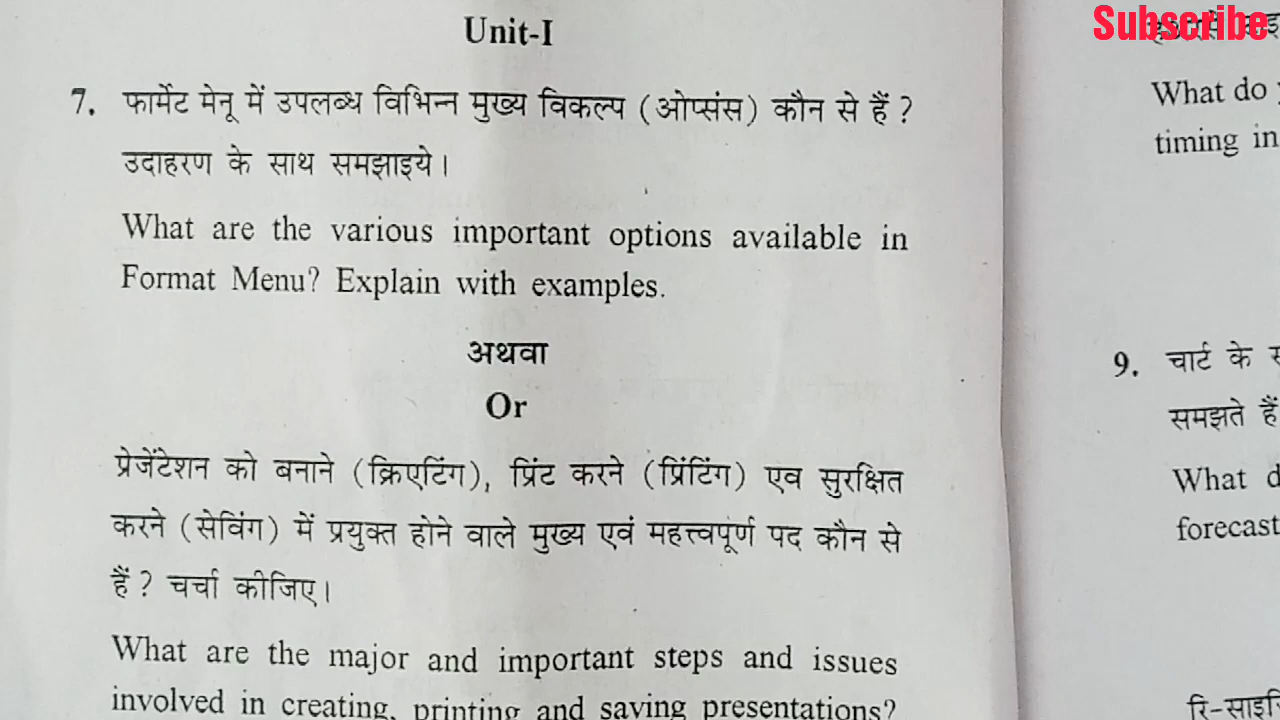 Unit-I
7. फार्मेट मेनू में उपलब्ध विभिन्न मुख्य विकल्प (ओप्संस) कौन से हैं ?
उदाहरण के साथ समझाइये।
What are the various important options available in
Format Menu? Explain with examples.
अथवा
Or
प्रेजेंटेशन को बनाने (क्रिएटिंग), प्रिंट करने (प्रिंटिंग) एव सुरक्षित
करने (सेविंग) में प्रयुक्त होने वाले मुख्य एवं महत्त्वपूर्ण पद कौन से
हैं ? चर्चा कीजिए।
What are the major and important steps and issues
involved in creating, printing and saving presentations?
Subscribe
What do
timing in
9. चार्ट के
समझते हैं
What
forecast
रि-साइ